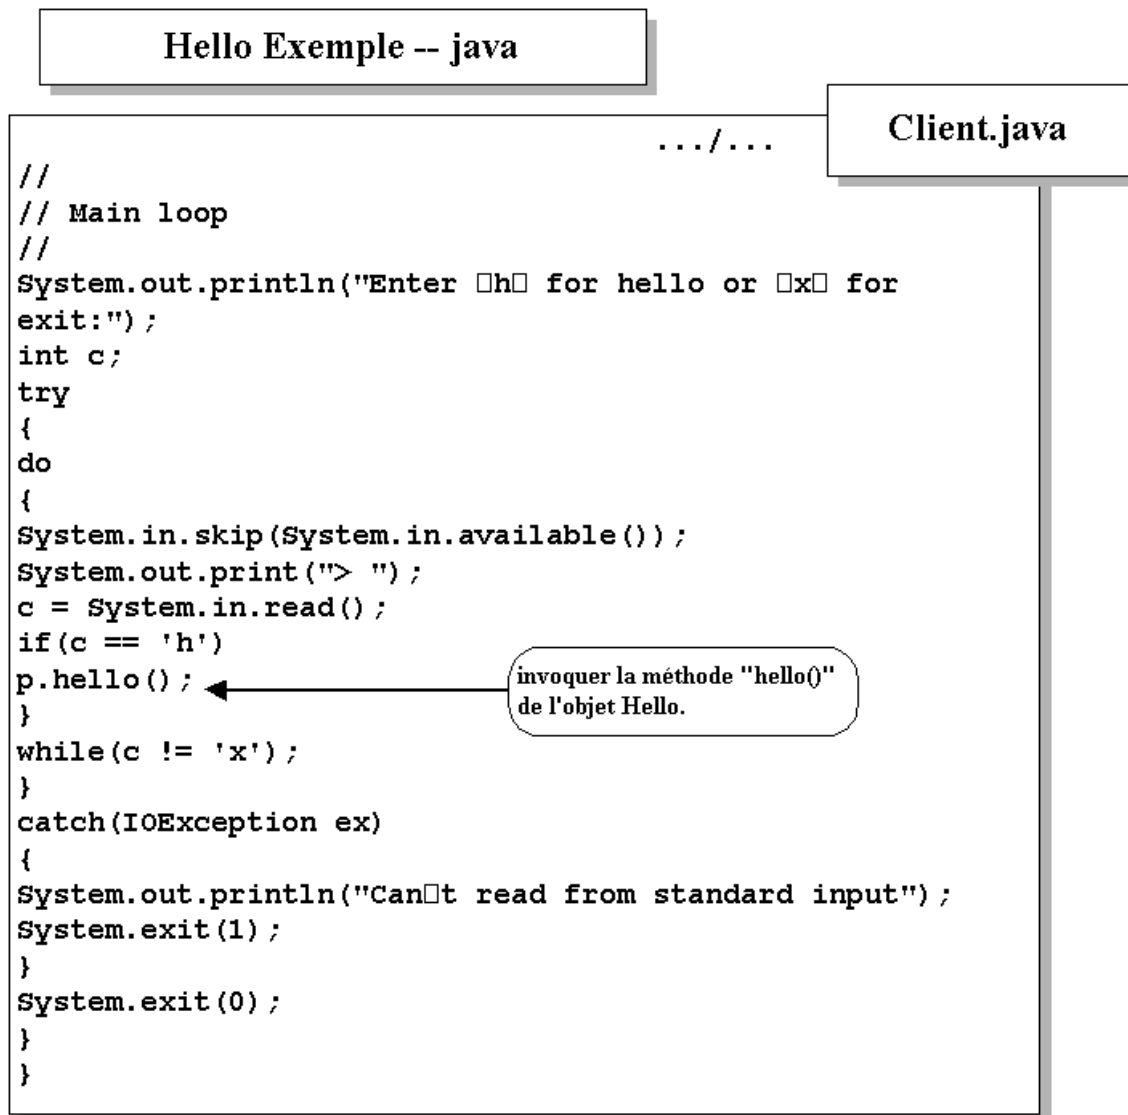 Hello Exemple -- java
Client.java
.../...
//
// Main loop
//
System.out.println("Enter □h□ for hello or □x□ for
exit:");
int c;
try
{
do
{
System.in.skip(System.in.available());
System.out.print("> ");
c = System.in.read();
if(c == 'h')
p.hello();
invoquer la méthode "hello()"
de l'objet Hello.
}
while(c != 'x');
}
catch(IOException ex)
{
System.out.println("Can□t read from standard input");
System.exit(1);
}
System.exit(0);
}
}